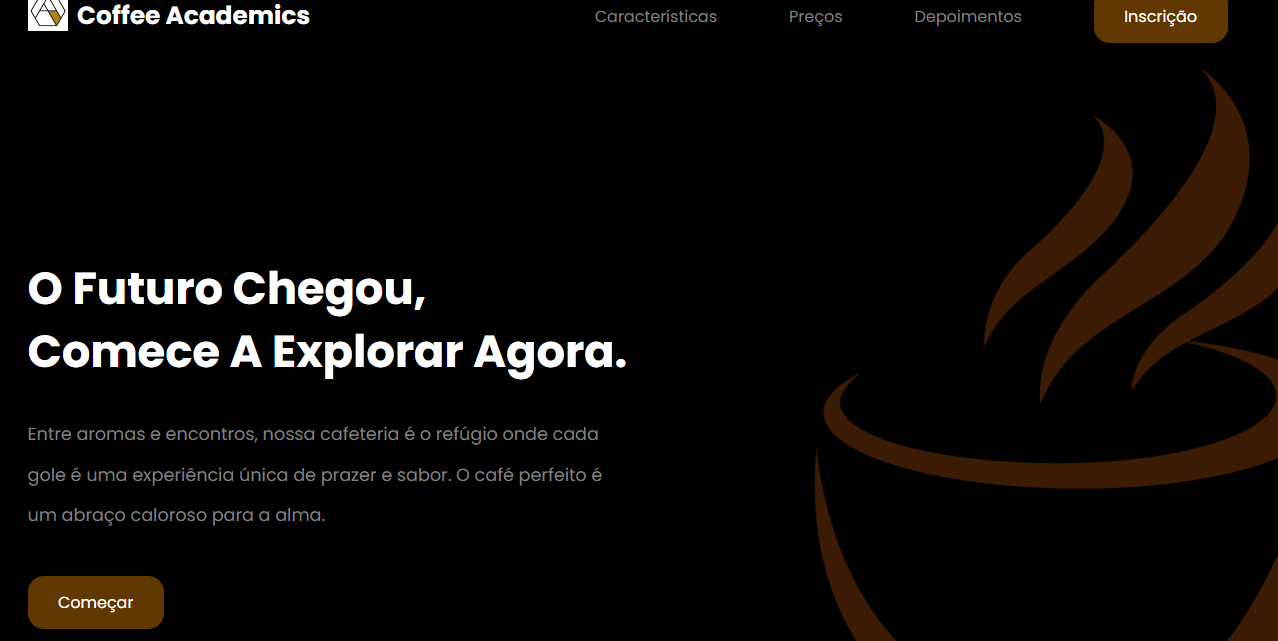 Coffee Academics
Características
Preços
Depoimentos
Inscrição
O Futuro Chegou,
Comece A Explorar Agora.
Entre aromas e encontros, nossa cafeteria é o refúgio onde cada
gole é uma experiência única de prazer e sabor. O café perfeito é
um abraço caloroso para a alma.
Começar